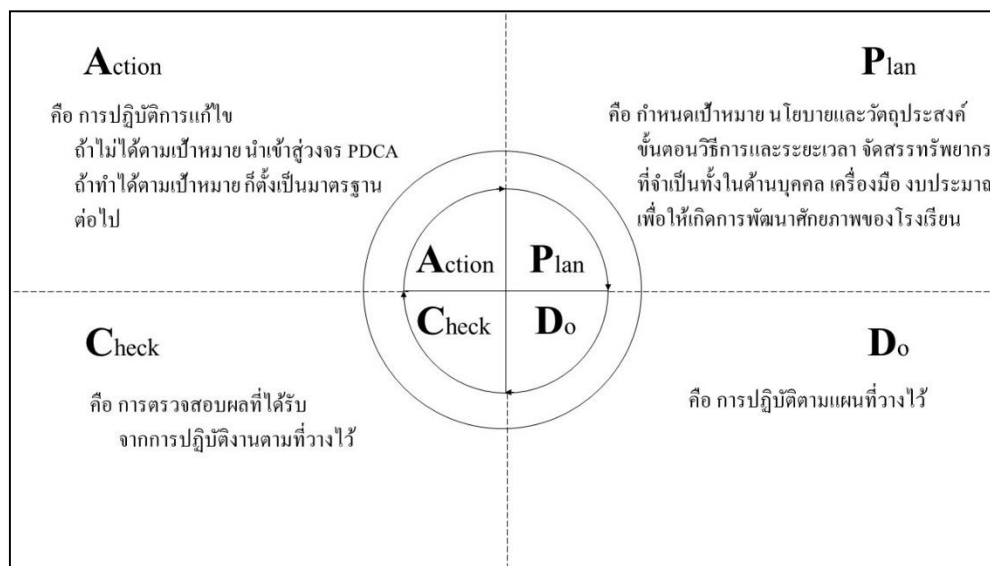 Action
คือ การปฏิบัติการแก้ไข
ถ้าไม่ได้ตามเป้าหมาย นำเข้าสู่วงจร PDCA
ถ้าทำได้ตามเป้าหมาย ก็ตั้งเป็นมาตรฐาน
ต่อไป
Plan
คือ กำหนดเป้าหมาย นโยบายและวัตถุประสงค์
ขั้นตอนวิธีการและระยะเวลา จัดสรรทรัพยากร
ที่จำเป็นทั้งในด้านบุคคล เครื่องมือ งบประมาณ
เพื่อให้เกิดการพัฒนาศักยภาพของโรงเรียน
Action Plan
Check Do
Check
คือ การตรวจสอบผลที่ได้รับ
จากการปฏิบัติงานตามที่วางไว้
Do
คือ การปฏิบัติตามแผนที่วางไว้